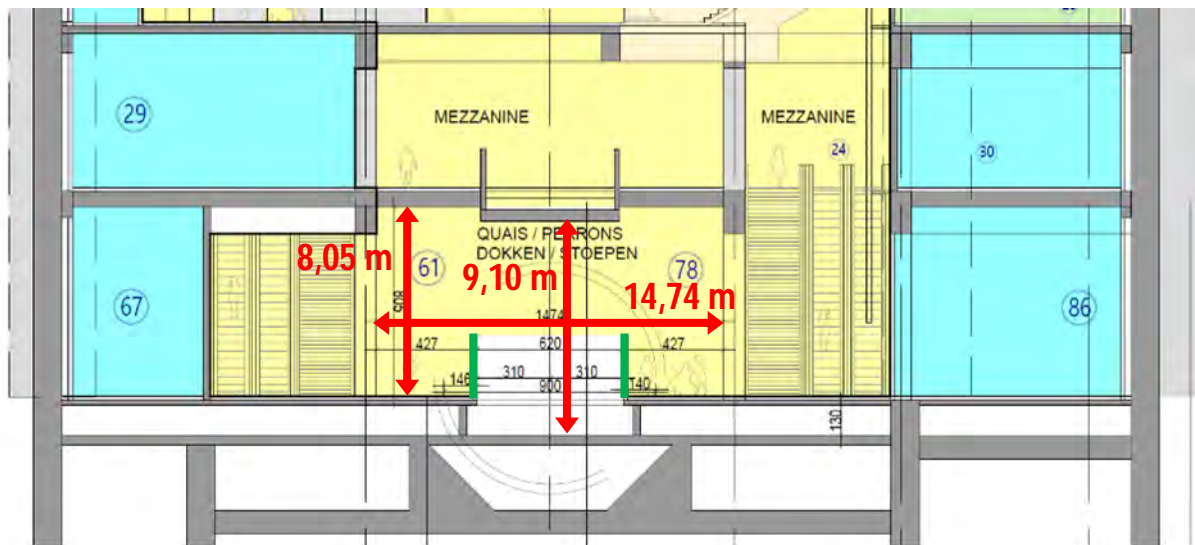 29
MEZZANINE
MEZZANINE
24
30
QUAIS / PERRONS
DOKKEN / STOEPEN
8,05 m
61
9,10 m
78
14,74 m
67
908
1474
86
427
620
427
310
310
146
900
140
130